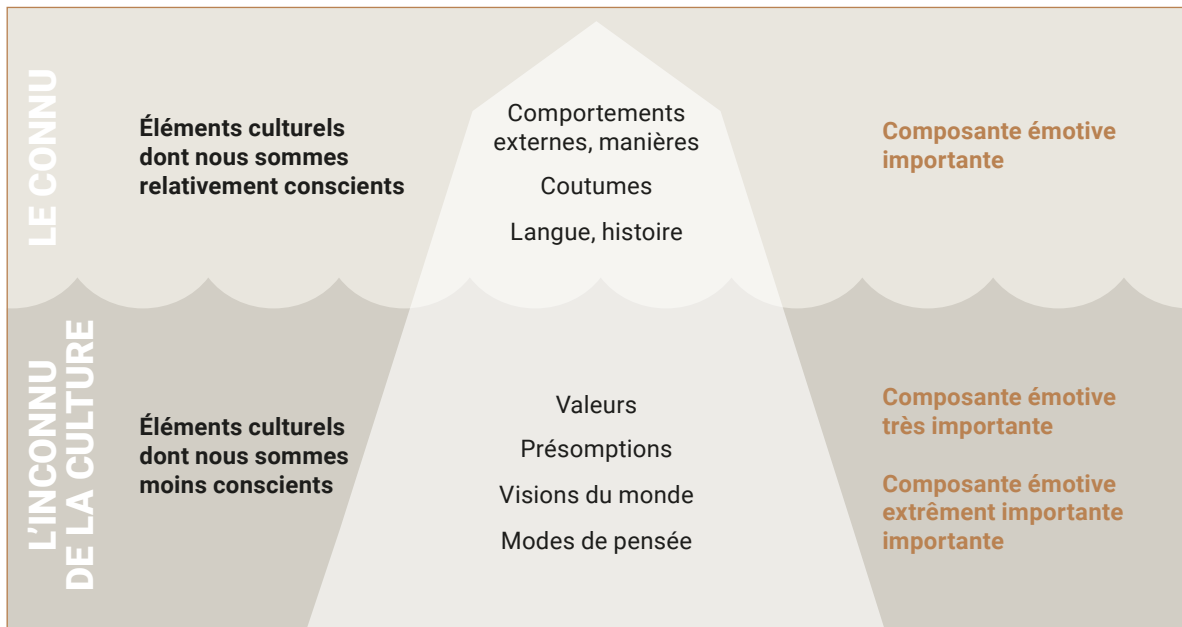 LE CONNU
Éléments culturels
dont nous sommes
relativement conscients
Comportements
externes, manières
Coutumes
Langue, histoire
Composante émotive
importante
L'INCONNU
DE LA CULTURE
Éléments culturels
dont nous sommes
moins conscients
Valeurs
Présomptions
Visions du monde
Modes de pensée
Composante émotive
très importante
Composante émotive
extrêment importante
importante